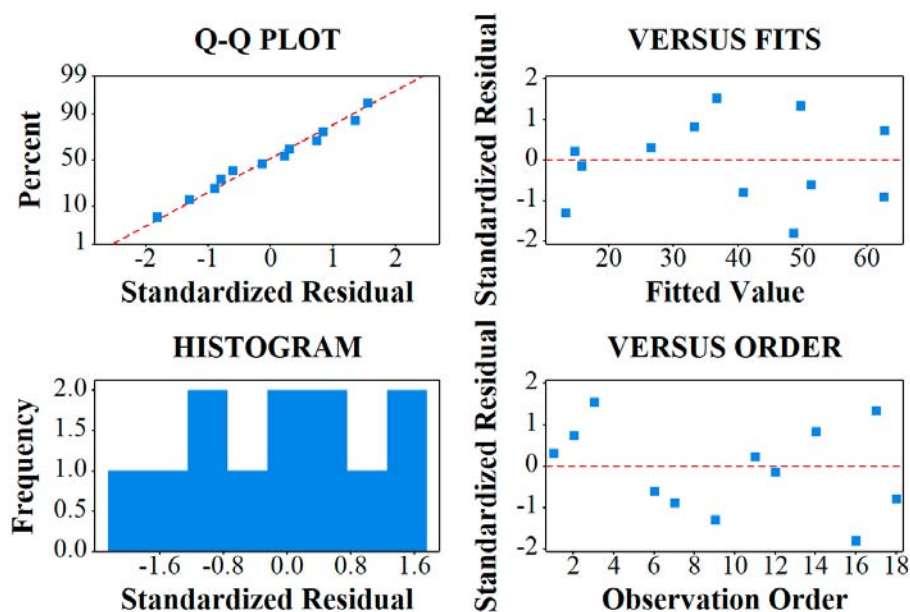 Q-Q PLOT
99
90
50
10
1
Percent
-2 -1 0 1 2
Standardized Residual
VERSUS FITS
2
1
0
-1
-2
Standardized Residual
20 30 40 50 60
Fitted Value
HISTOGRAM
2.0
1.5
1.0
0.5
0.0
Frequency
-1.6 -0.8 0.0 0.8 1.6
Standardized Residual
VERSUS ORDER
2
1
0
-1
-2
Standardized Residual
2 4 6 8 10 12 14 16 18
Observation Order